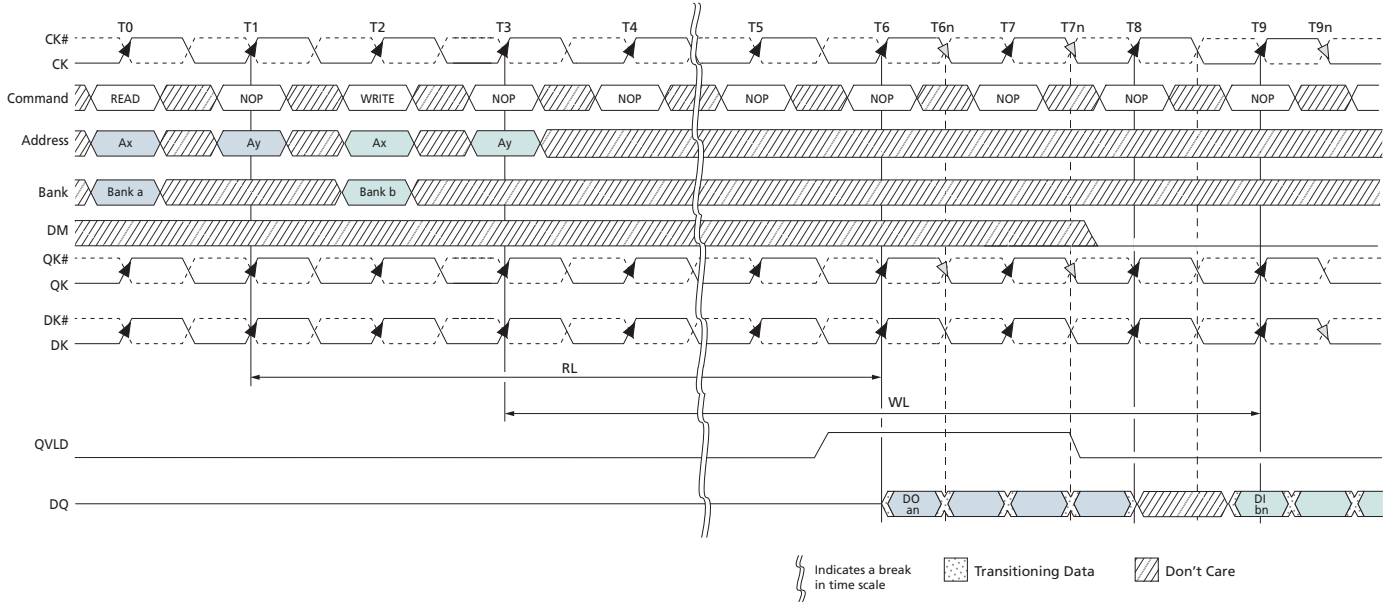 T0 T1 T2 T3 T4 T5 T6 T6n T7 T7n T8 T9 T9n
CK#
CK
Command READ NOP WRITE NOP NOP NOP NOP NOP NOP NOP
Address Ax Ay Ax Ay
Bank Bank a Bank b
DM
QK#
QK
DK#
DK
RL
WL
QVLD
DQ DO an DI bn
Indicates a break
in time scale
Transitioning Data
Don't Care